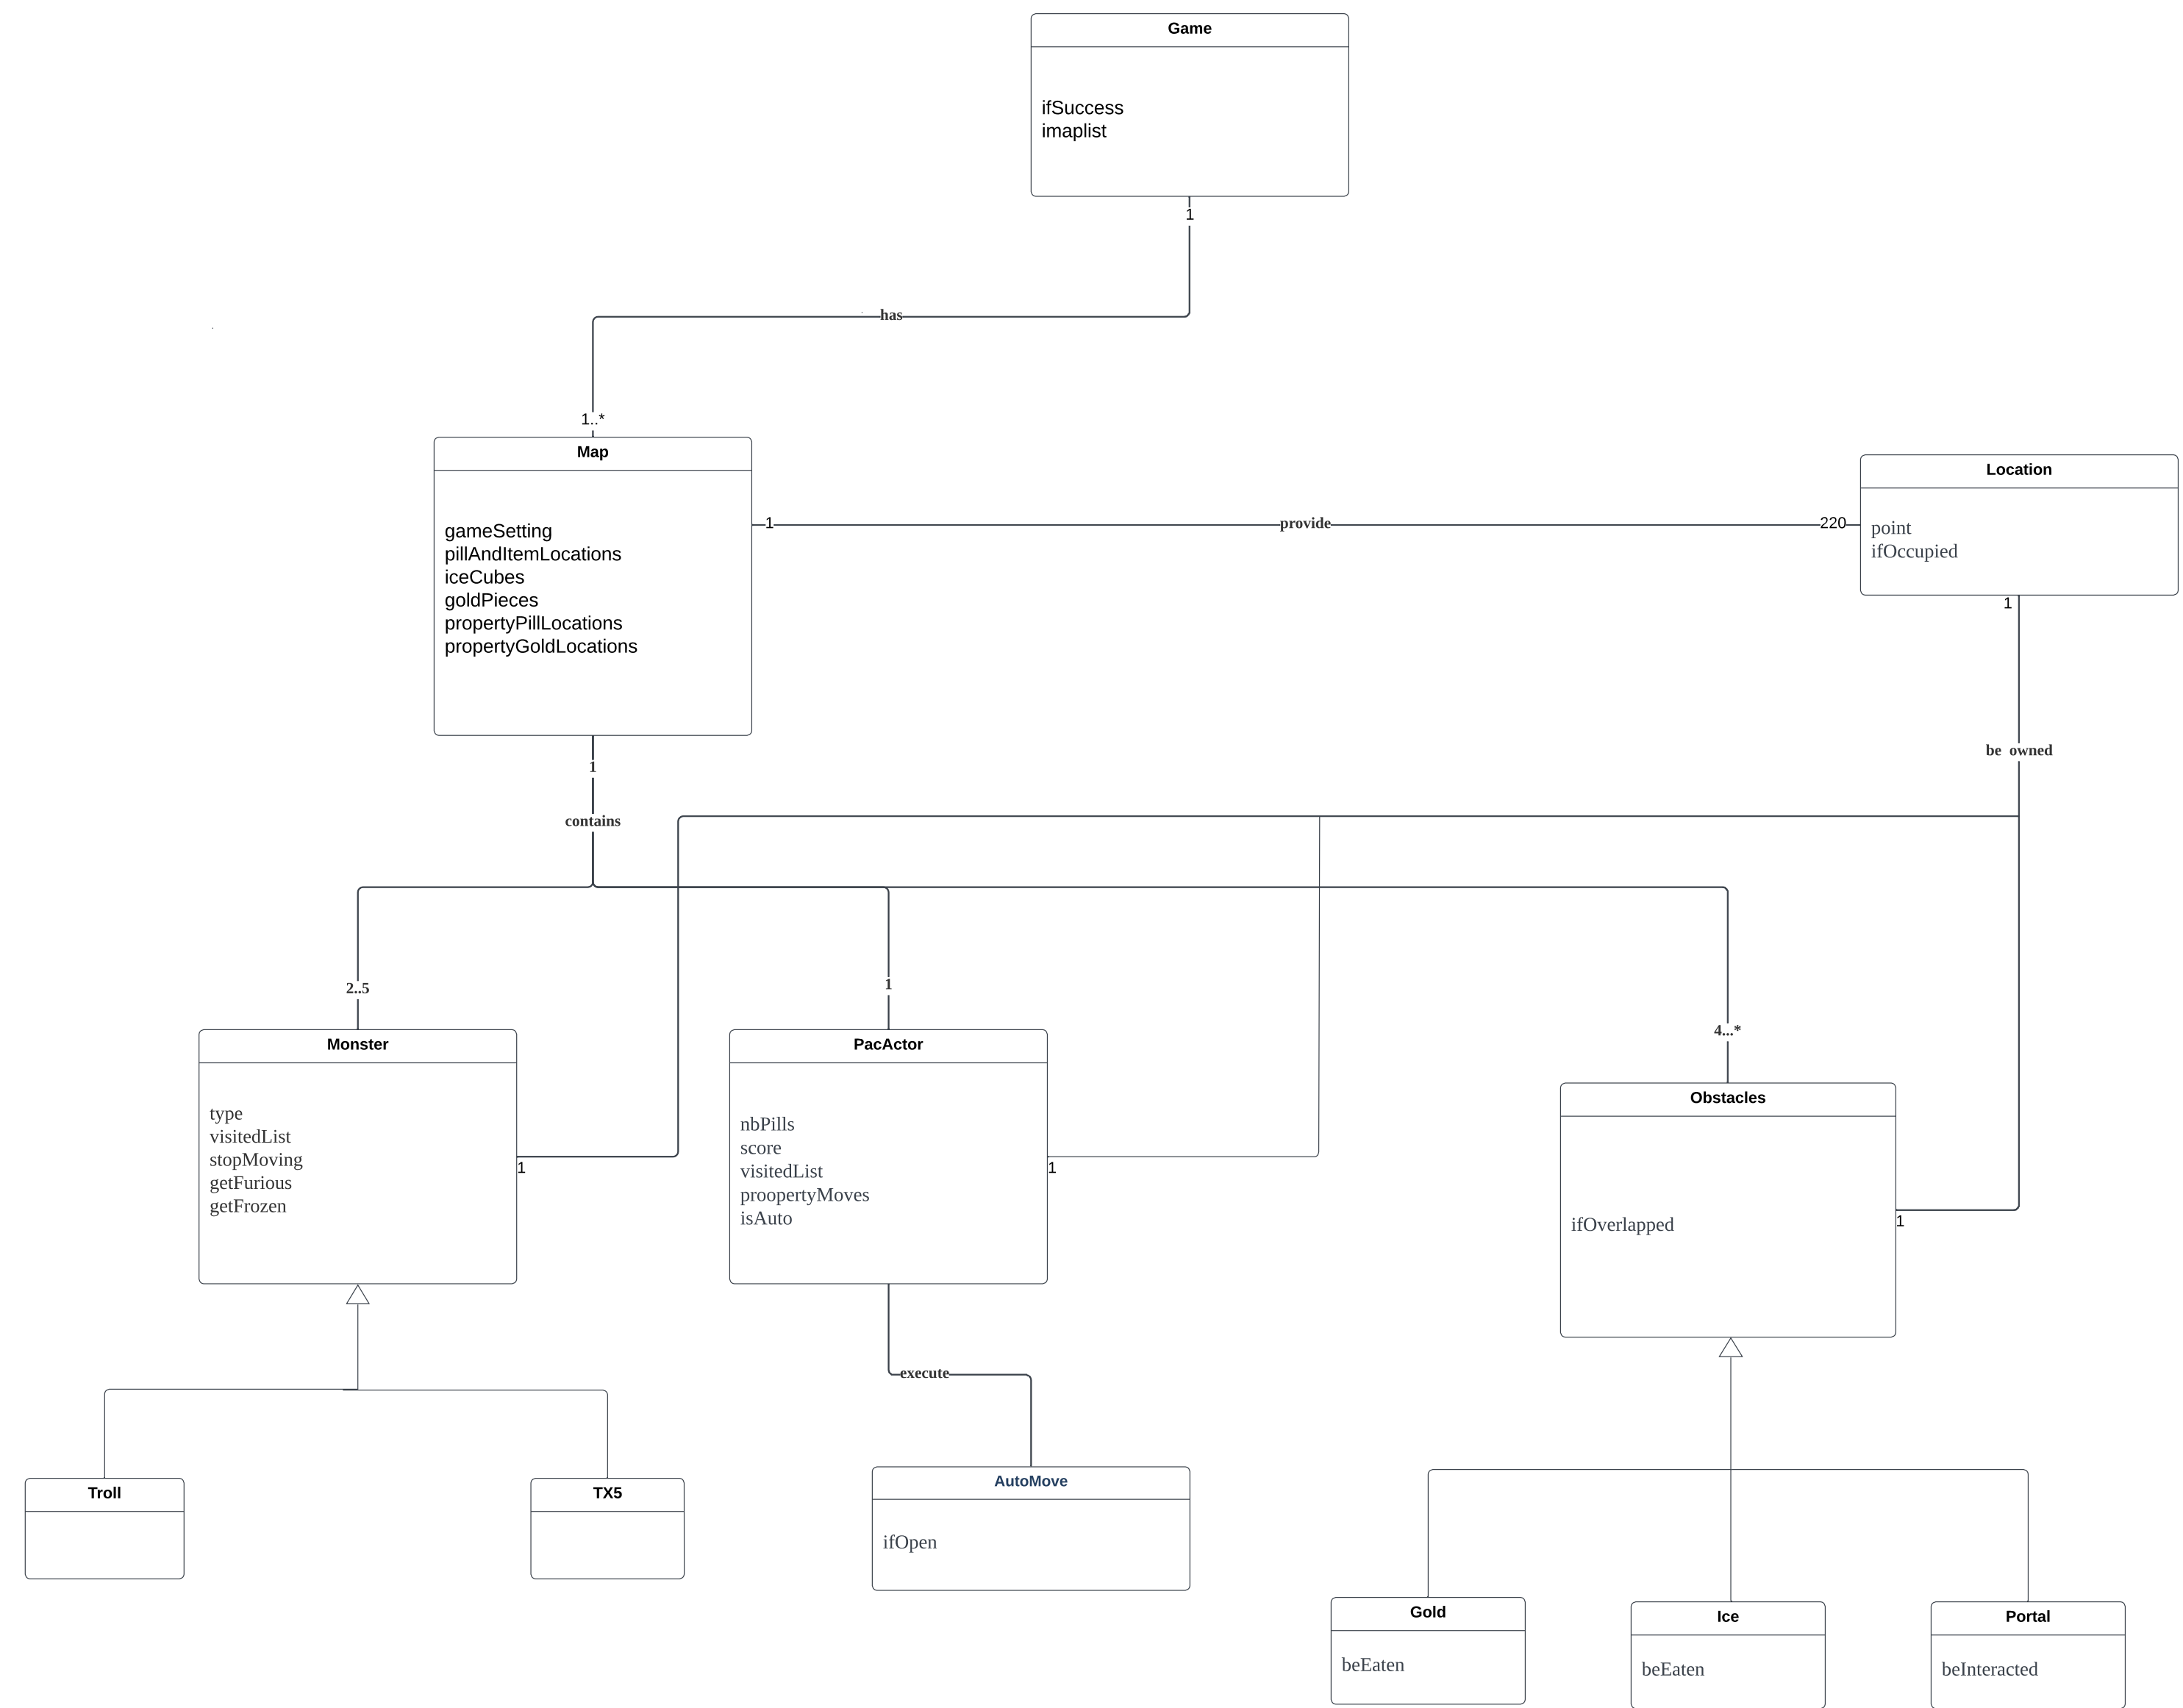 Game
ifSuccess
imaplist
1
has
1..*
Map
gameSetting
pillAndItemLocations
iceCubes
goldPieces
propertyPillLocations
propertyGoldLocations
1
provide
220
Location
point
ifOccupied
1
be owned
1
contains
2..5
1
4...*
Monster
type
visitedList
stopMoving
getFurious
getFrozen
1
PacActor
nbPills
score
visitedList
proopertyMoves
isAuto
1
Obstacles
ifOverlapped
1
execute
Troll
TX5
AutoMove
ifOpen
Gold
beEaten
Ice
beEaten
Portal
beInteracted